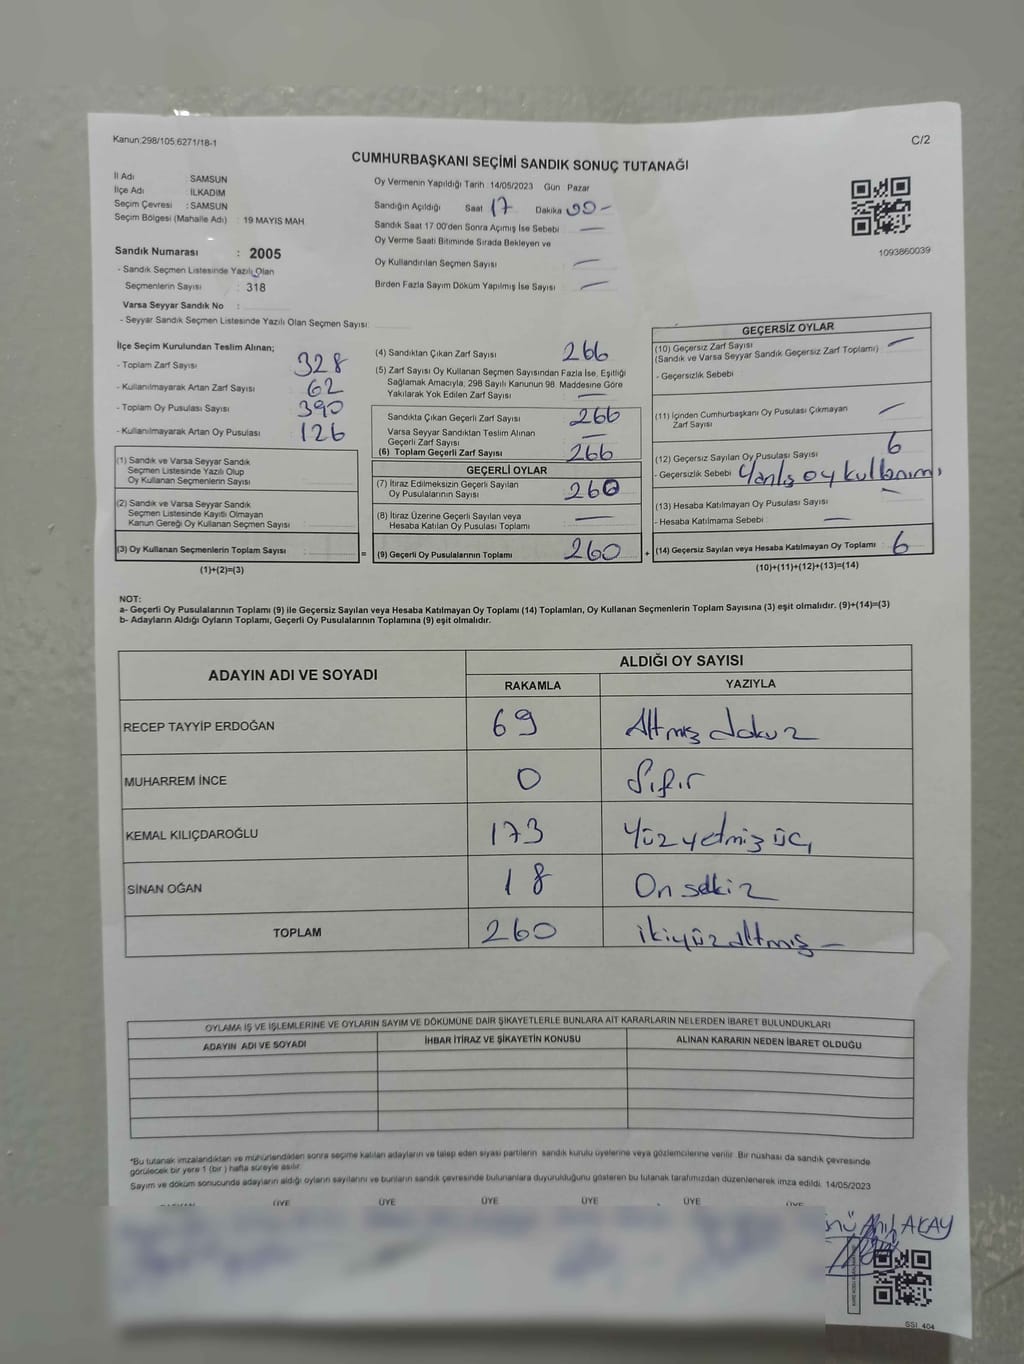 Kanun:298/105,6271/18-1
C/2
CUMHURBAŞKANI SEÇİMİ SANDIK SONUÇ TUTANAĞI
İl Adı SAMSUN
İlçe Adı İLKADIM
Seçim Çevresi : SAMSUN
Seçim Bölgesi (Mahalle Adı) : 19 MAYIS MAH.
Oy Vermenin Yapıldığı Tarih :14/05/2023 Gün Pazar
Sandığın Açıldığı Saat 17 Dakika 00-
Sandık Saat 17.00'den Sonra Açımış İse Sebebi —
Oy Verme Saati Bitiminde Sırada Bekleyen ve
Oy Kullandırılan Seçmen Sayısı —
Birden Fazla Sayım Döküm Yapılmış İse Sayısı —
1093860039
Sandık Numarası : 2005
- Sandık Seçmen Listesinde Yazılı Olan
Seçmenlerin Sayısı : 318
Varsa Seyyar Sandık No :
- Seyyar Sandık Seçmen Listesinde Yazılı Olan Seçmen Sayısı:
İlçe Seçim Kurulundan Teslim Alınan;
- Toplam Zarf Sayısı : 328
- Kullanılmayarak Artan Zarf Sayısı : 62
- Toplam Oy Pusulası Sayısı : 390
- Kullanılmayarak Artan Oy Pusulası : 126
(1) Sandık ve Varsa Seyyar Sandık
Seçmen Listesinde Yazılı Olup
Oy Kullanan Seçmenlerin Sayısı :
(2) Sandık ve Varsa Seyyar Sandık
Seçmen Listesinde Kayıtlı Olmayan
Kanun Gereği Oy Kullanan Seçmen Sayısı :
(3) Oy Kullanan Seçmenlerin Toplam Sayısı :
(1)+(2)=(3)
=
(4) Sandıktan Çıkan Zarf Sayısı 266
(5) Zarf Sayısı Oy Kullanan Seçmen Sayısından Fazla İse, Eşitliği
Sağlamak Amacıyla, 298 Sayılı Kanunun 98. Maddesine Göre
Yakılarak Yok Edilen Zarf Sayısı —
Sandıkta Çıkan Geçerli Zarf Sayısı 266
Varsa Seyyar Sandıktan Teslim Alınan
Geçerli Zarf Sayısı —
(6) Toplam Geçerli Zarf Sayısı 266
GEÇERLİ OYLAR
(7) İtiraz Edilmeksizin Geçerli Sayılan
Oy Pusulalarının Sayısı 260
(8) İtiraz Üzerine Geçerli Sayılan veya
Hesaba Katılan Oy Pusulası Toplamı —
(9) Geçerli Oy Pusulalarının Toplamı 260
+
GEÇERSİZ OYLAR
(10) Geçersiz Zarf Sayısı —
(Sandık ve Varsa Seyyar Sandık Geçersiz Zarf Toplamı)
- Geçersizlik Sebebi :
(11) İçinden Cumhurbaşkanı Oy Pusulası Çıkmayan
Zarf Sayısı —
(12) Geçersiz Sayılan Oy Pusulası Sayısı 6
- Geçersizlik Sebebi : Yanlış oy kullanımı
(13) Hesaba Katılmayan Oy Pusulası Sayısı —
- Hesaba Katılmama Sebebi : —
(14) Geçersiz Sayılan veya Hesaba Katılmayan Oy Toplamı : 6
(10)+(11)+(12)+(13)=(14)
NOT:
a- Geçerli Oy Pusulalarının Toplamı (9) ile Geçersiz Sayılan veya Hesaba Katılmayan Oy Toplamı (14) Toplamları, Oy Kullanan Seçmenlerin Toplam Sayısına (3) eşit olmalıdır. (9)+(14)=(3)
b- Adayların Aldığı Oyların Toplamı, Geçerli Oy Pusulalarının Toplamına (9) eşit olmalıdır.
ADAYIN ADI VE SOYADI
ALDIĞI OY SAYISI
RAKAMLA YAZIYLA
RECEP TAYYİP ERDOĞAN 69 Altmış dokuz
MUHARREM İNCE 0 Sıfır
KEMAL KILIÇDAROĞLU 173 Yüz yetmiş üç
SİNAN OĞAN 18 On sekiz
TOPLAM 260 ikiyüzaltmış —
OYLAMA İŞ VE İŞLEMLERİNE VE OYLARIN SAYIM VE DÖKÜMÜNE DAİR ŞİKAYETLERLE BUNLARA AİT KARARLARIN NELERDEN İBARET BULUNDUKLARI
ADAYIN ADI VE SOYADI İHBAR İTİRAZ VE ŞİKAYETİN KONUSU ALINAN KARARIN NEDEN İBARET OLDUĞU
*Bu tutanak imzalandıktan ve mühürlendikten sonra seçime katılan adayların ve talep eden siyasi partilerin sandık kurulu üyelerine veya gözlemcilerine verilir. Bir nüshası da sandık çevresinde
görülecek bir yere 1 (bir ) hafta süreyle asılır.
Sayım ve döküm sonucunda adayların aldığı oyların sayılarını ve bunların sandık çevresinde bulunanlara duyurulduğunu gösteren bu tutanak tarafımızdan düzenlenerek imza edildi. 14/05/2023
ÜYE ÜYE ÜYE ÜYE ÜYE
AKAY
SSI_404